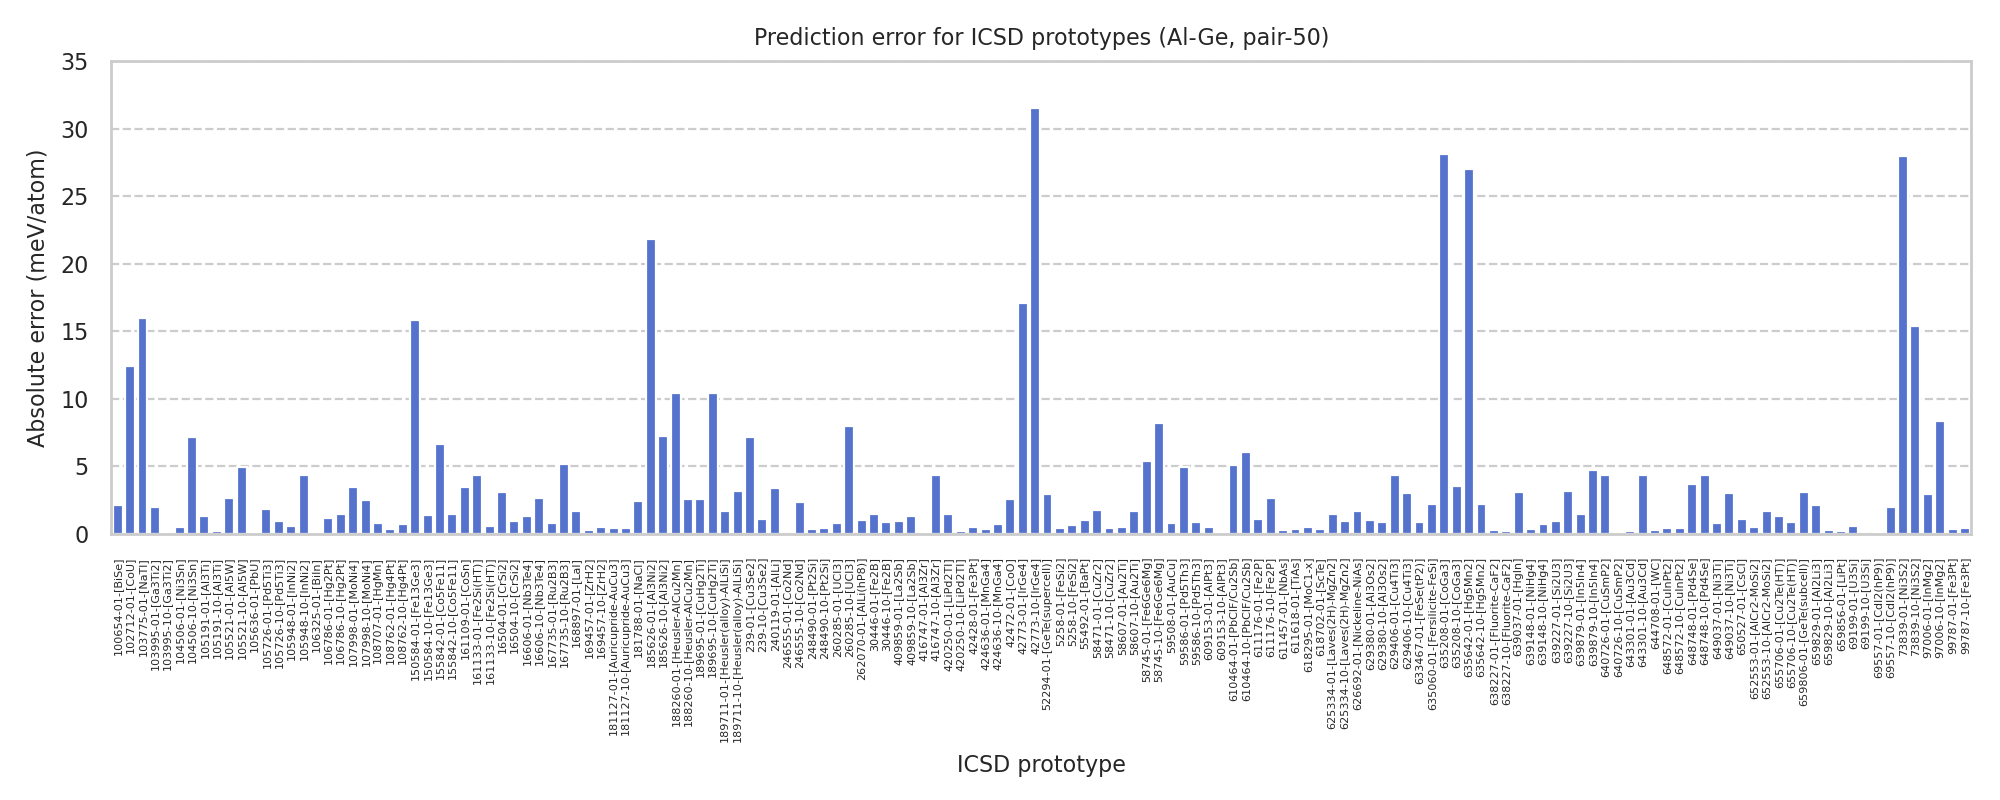 Prediction error for ICSD prototypes (Al-Ge, pair-50)
Absolute error (meV/atom)
35
30
25
20
15
10
5
0
100654-01-[BiSe]
102712-01-[CoU]
103775-01-[NaTl]
103995-01-[Ga3Ti2]
103995-10-[Ga3Ti2]
104506-01-[Ni3Sn]
104506-10-[Ni3Sn]
105191-01-[Al3Ti]
105191-10-[Al3Ti]
105521-01-[Al5W]
105521-10-[Al5W]
105636-01-[PbU]
105726-01-[Pd5Ti3]
105726-10-[Pd5Ti3]
105948-01-[InNi2]
105948-10-[InNi2]
106325-01-[BiIn]
106786-01-[Hg2Pt]
106786-10-[Hg2Pt]
107998-01-[MoNi4]
107998-10-[MoNi4]
108707-01-[HgMn]
108762-01-[Hg4Pt]
108762-10-[Hg4Pt]
150584-01-[Fe13Ge3]
150584-10-[Fe13Ge3]
155842-01-[Co5Fe11]
155842-10-[Co5Fe11]
161109-01-[CoSn]
161133-01-[Fe2Si(HT)]
161133-10-[Fe2Si(HT)]
16504-01-[CrSi2]
16504-10-[CrSi2]
16606-01-[Nb3Te4]
16606-10-[Nb3Te4]
167735-01-[Ru2B3]
167735-10-[Ru2B3]
168897-01-[LaI]
169457-01-[ZrH2]
169457-10-[ZrH2]
181127-01-[Auricupride-AuCu3]
181127-10-[Auricupride-AuCu3]
181788-01-[NaCl]
185626-01-[Al3Ni2]
185626-10-[Al3Ni2]
188260-01-[Heusler-AlCu2Mn]
188260-10-[Heusler-AlCu2Mn]
189695-01-[CuHg2Ti]
189695-10-[CuHg2Ti]
189711-01-[Heusler(alloy)-AlLiSi]
189711-10-[Heusler(alloy)-AlLiSi]
239-01-[Cu3Se2]
239-10-[Cu3Se2]
240119-01-[AlLi]
246555-01-[Co2Nd]
246555-10-[Co2Nd]
248490-01-[Pt2Si]
248490-10-[Pt2Si]
260285-01-[UCl3]
260285-10-[UCl3]
262070-01-[AlLi(hP8)]
30446-01-[Fe2B]
30446-10-[Fe2B]
409859-01-[La2Sb]
409859-10-[La2Sb]
416747-01-[Al3Zr]
416747-10-[Al3Zr]
420250-01-[LiPd2Tl]
420250-10-[LiPd2Tl]
42428-01-[Fe3Pt]
424636-01-[MnGa4]
424636-10-[MnGa4]
42472-01-[CoO]
42773-01-[IrGe4]
42773-10-[IrGe4]
52294-01-[GeTe(supercell)]
5258-01-[FeSi2]
5258-10-[FeSi2]
55492-01-[BaPt]
58471-01-[CuZr2]
58471-10-[CuZr2]
58607-01-[Au2Ti]
58607-10-[Au2Ti]
58745-01-[Fe6Ge6Mg]
58745-10-[Fe6Ge6Mg]
59508-01-[AuCu]
59586-01-[Pd5Th3]
59586-10-[Pd5Th3]
609153-01-[AlPt3]
609153-10-[AlPt3]
610464-01-[PbClF/Cu2Sb]
610464-10-[PbClF/Cu2Sb]
611176-01-[Fe2P]
611176-10-[Fe2P]
611457-01-[NbAs]
611618-01-[TiAs]
618295-01-[MoC1-x]
618702-01-[ScTe]
625334-01-[Laves(2H)-MgZn2]
625334-10-[Laves(2H)-MgZn2]
626692-01-[Nickeline-NiAs]
629380-01-[Al3Os2]
629380-10-[Al3Os2]
629406-01-[Cu4Ti3]
629406-10-[Cu4Ti3]
633467-01-[FeSe(tP2)]
635060-01-[Fersilicite-FeSi]
635208-01-[CoGa3]
635208-10-[CoGa3]
635642-01-[Hg5Mn2]
635642-10-[Hg5Mn2]
638227-01-[Fluorite-CaF2]
638227-10-[Fluorite-CaF2]
639037-01-[HgIn]
639148-01-[NiHg4]
639148-10-[NiHg4]
639227-01-[Si2U3]
639227-10-[Si2U3]
639879-01-[In5In4]
639879-10-[In5In4]
640726-01-[CuSmP2]
640726-10-[CuSmP2]
643301-01-[Au3Cd]
643301-10-[Au3Cd]
644708-01-[WC]
648572-01-[CuInPt2]
648572-10-[CuInPt2]
648748-01-[Pd4Se]
648748-10-[Pd4Se]
649037-01-[Ni3Ti]
649037-10-[Ni3Ti]
650527-01-[CsCl]
652553-01-[AlCr2-MoSi2]
652553-10-[AlCr2-MoSi2]
655706-01-[Cu2Te(HT)]
655706-10-[Cu2Te(HT)]
659806-01-[GeTe(subcell)]
659829-01-[Al2Li3]
659829-10-[Al2Li3]
659856-01-[LiPt]
69199-01-[U3Si]
69199-10-[U3Si]
69557-01-[CdI2(hP9)]
69557-10-[CdI2(hP9)]
73839-01-[Ni3S2]
73839-10-[Ni3S2]
97006-01-[InMg2]
97006-10-[InMg2]
99787-01-[Fe3Pt]
99787-10-[Fe3Pt]
ICSD prototype